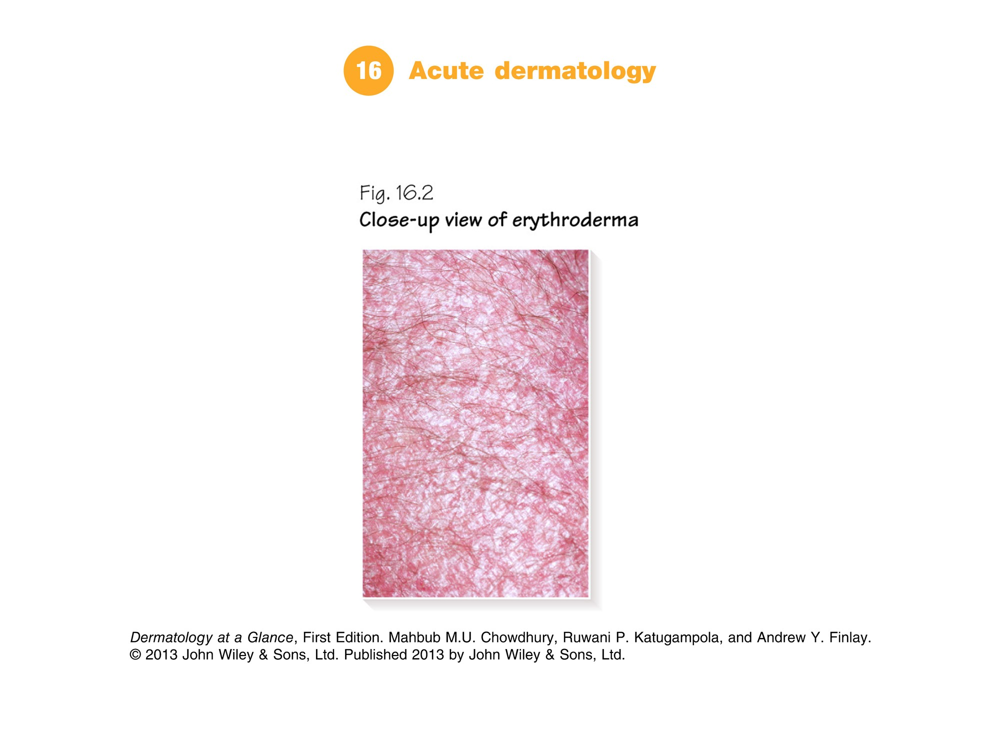 16 Acute dermatology
Fig. 16.2
Close-up view of erythroderma
Dermatology at a Glance, First Edition. Mahbub M.U. Chowdhury, Ruwani P. Katugampola, and Andrew Y. Finlay.
© 2013 John Wiley & Sons, Ltd. Published 2013 by John Wiley & Sons, Ltd.